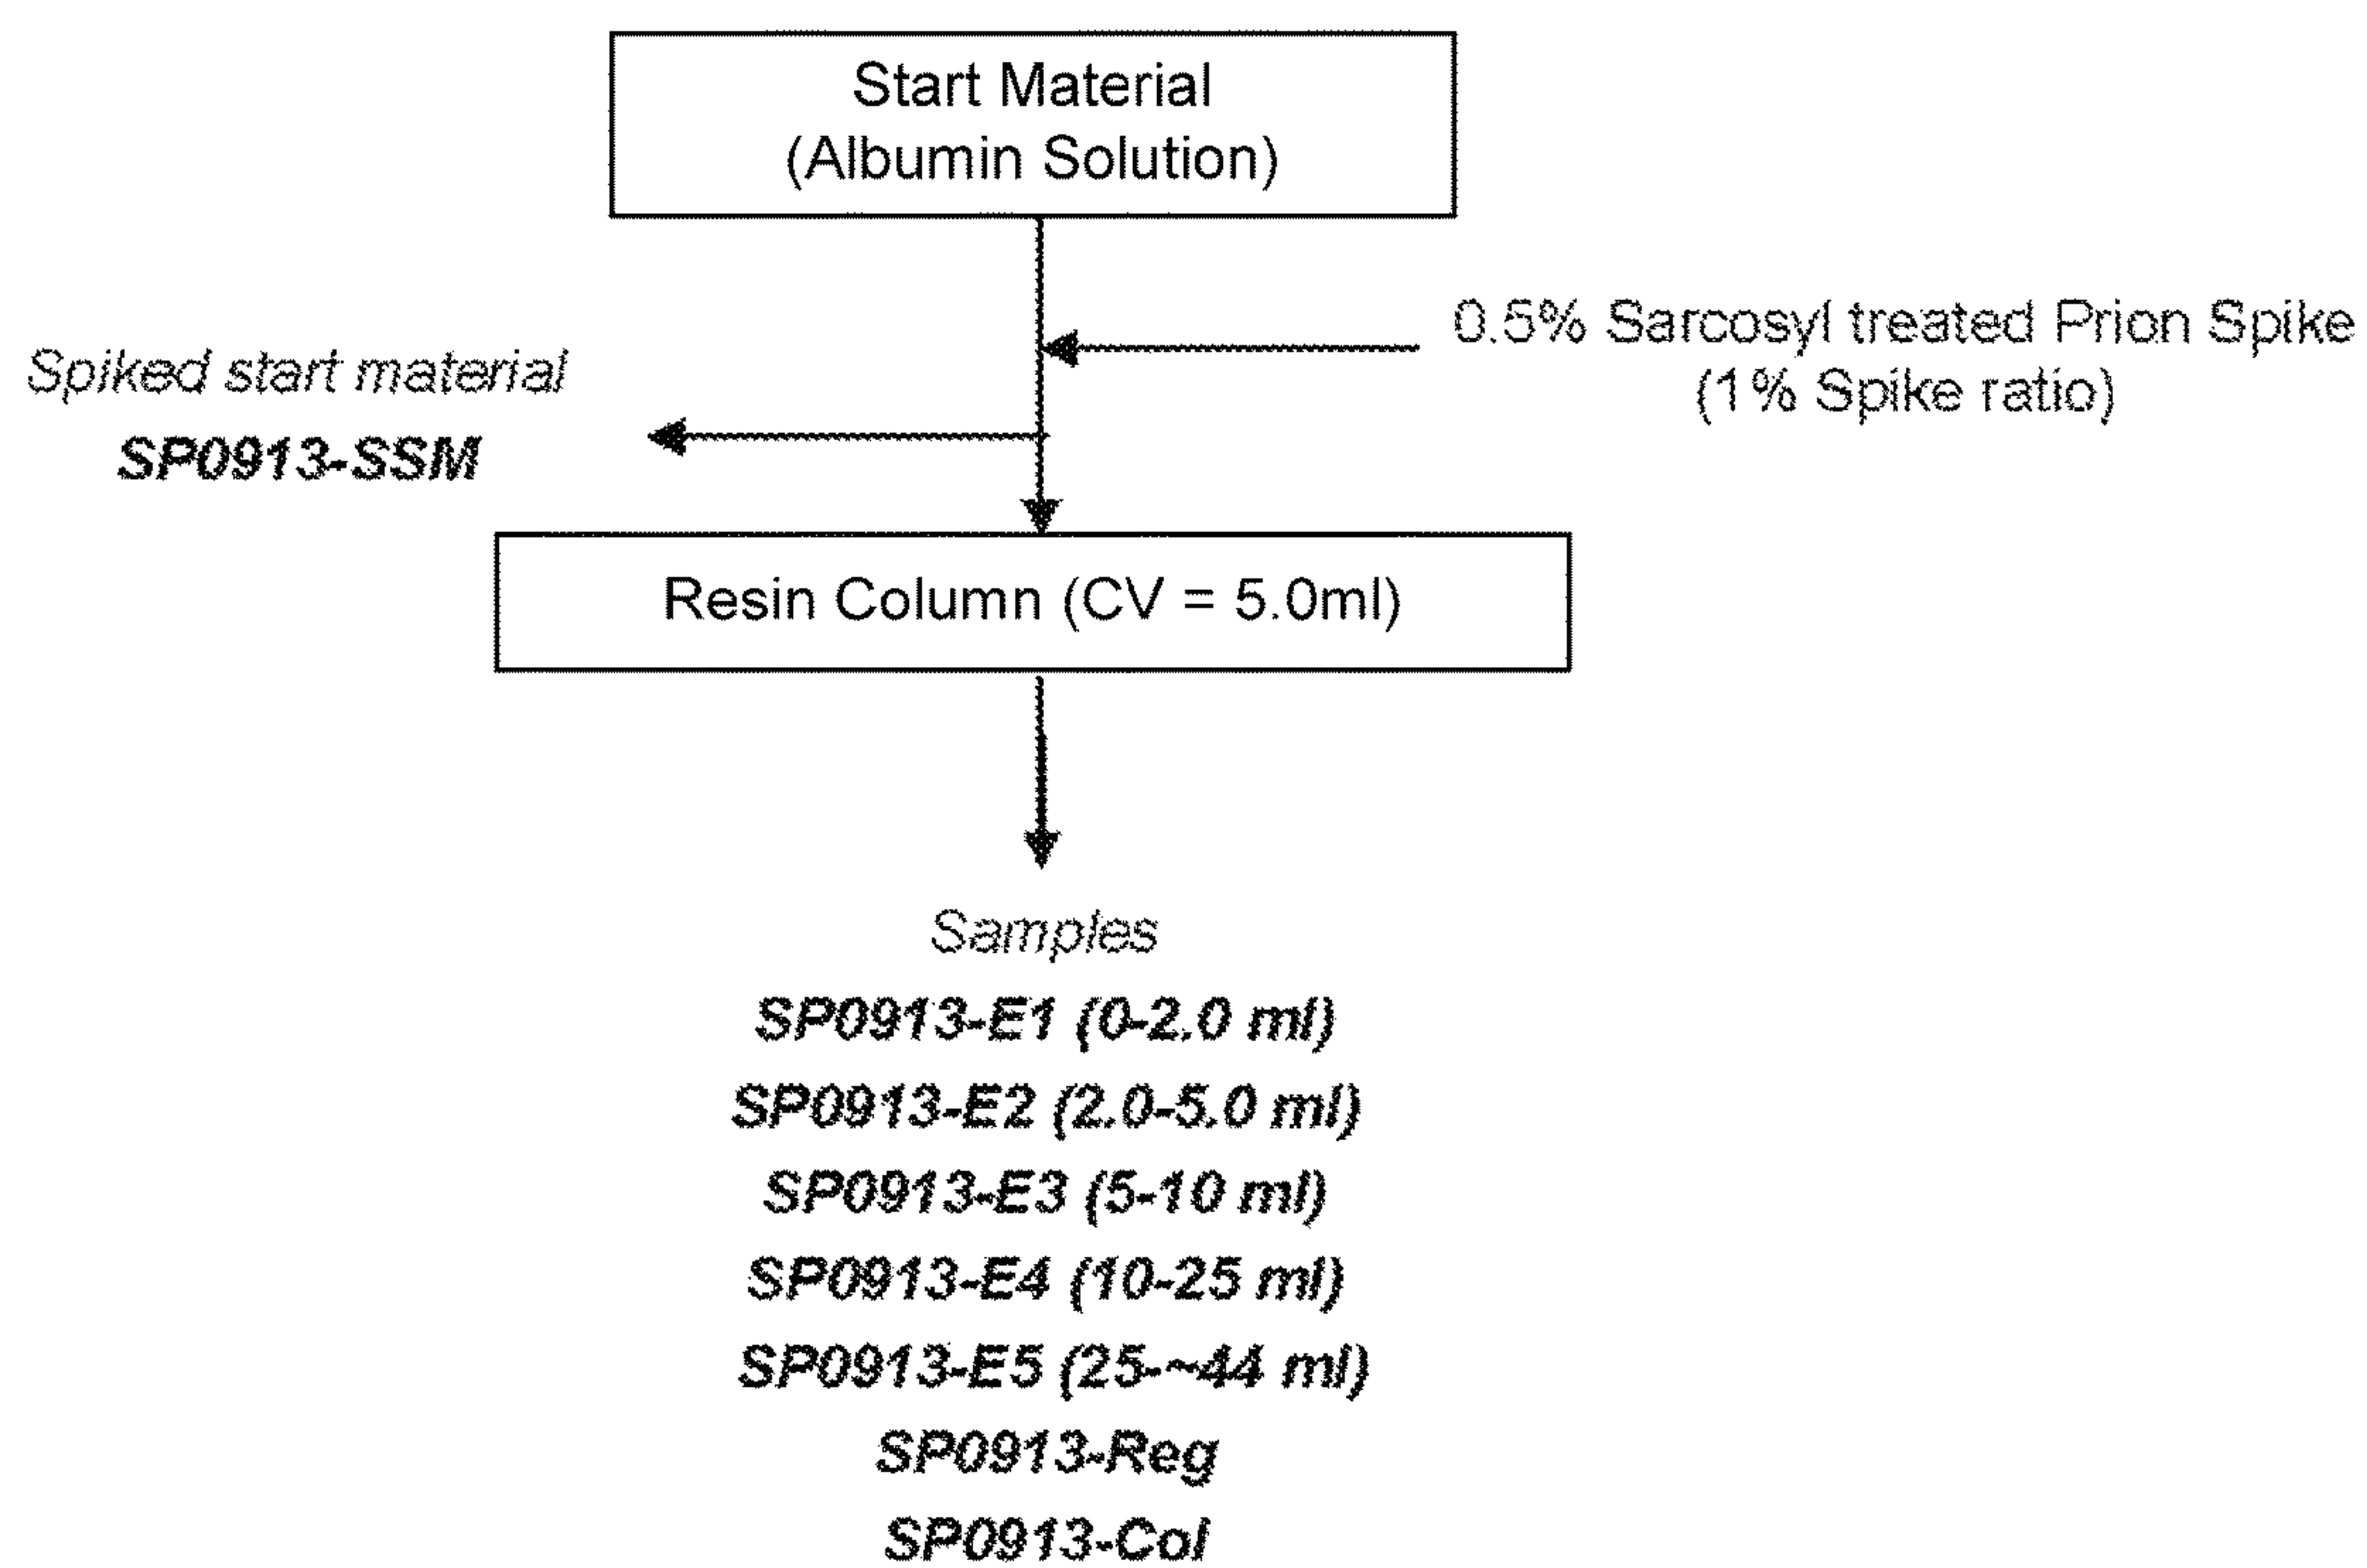 Start Material
(Albumin Solution)
0.5% Sarcosyl treated Prion Spike
(1% Spike ratio)
Spiked start material
SP0913-SSM
Resin Column (CV = 5.0ml)
Samples
SP0913-E1 (0-2.0 ml)
SP0913-E2 (2.0-5.0 ml)
SP0913-E3 (5-10 ml)
SP0913-E4 (10-25 ml)
SP0913-E5 (25-~44 ml)
SP0913-Reg
SP0913-Col